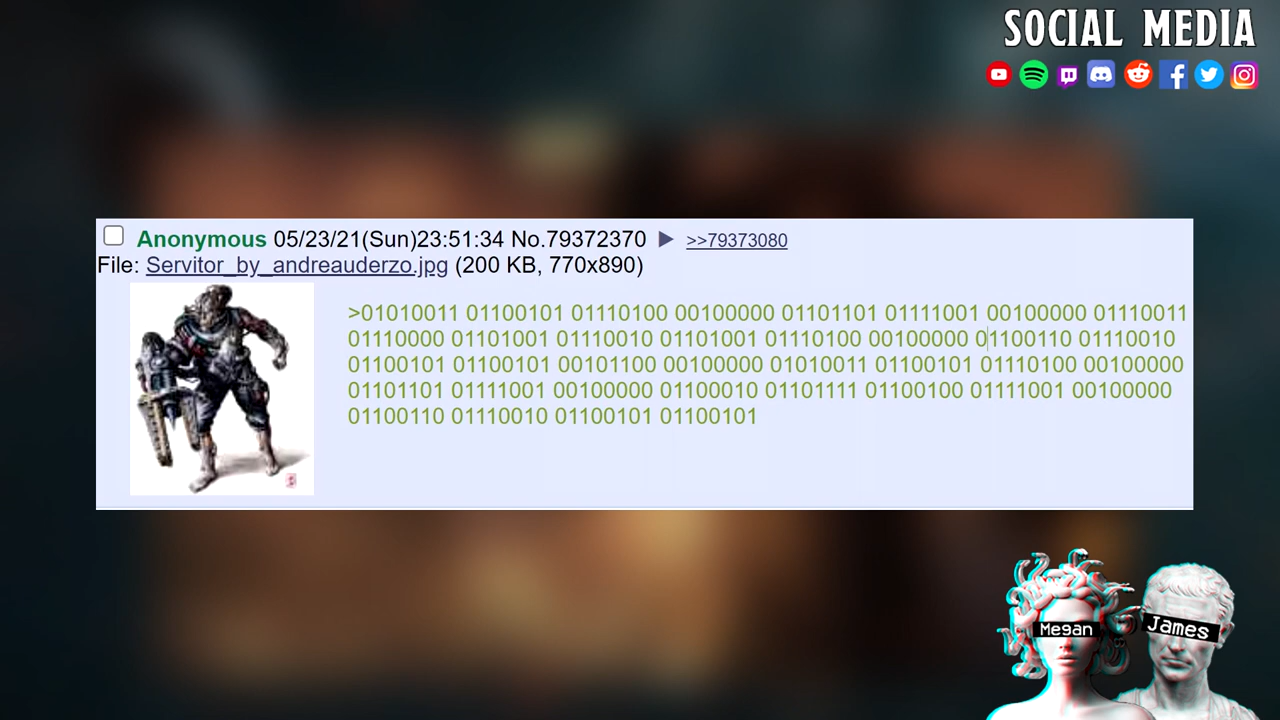 SOCIAL MEDIA
Anonymous 05/23/21(Sun)23:51:34 No.79372370 ▶ >>79373080
File: Servitor_by_andreauderzo.jpg (200 KB, 770x890)
>01010011 01100101 01110100 00100000 01101101 01111001 00100000 01110011
01110000 01101001 01110010 01101001 01110100 00100000 01100110 01110010
01100101 01100101 00101100 00100000 01010011 01100101 01110100 00100000
01101101 01111001 00100000 01100010 01101111 01100100 01111001 00100000
01100110 01110010 01100101 01100101
Megan
James